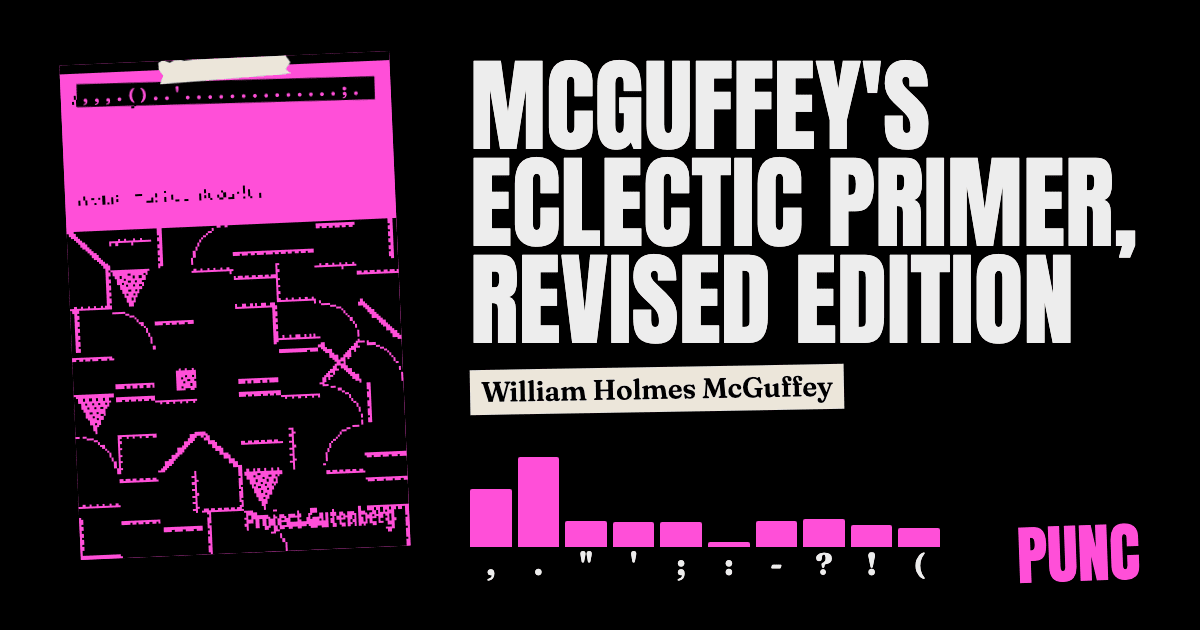 MCGUFFEY'S
ECLECTIC PRIMER,
REVISED EDITION
William Holmes McGuffey
Project Gutenberg
, . " ' ; : - ? ! (
PUNC